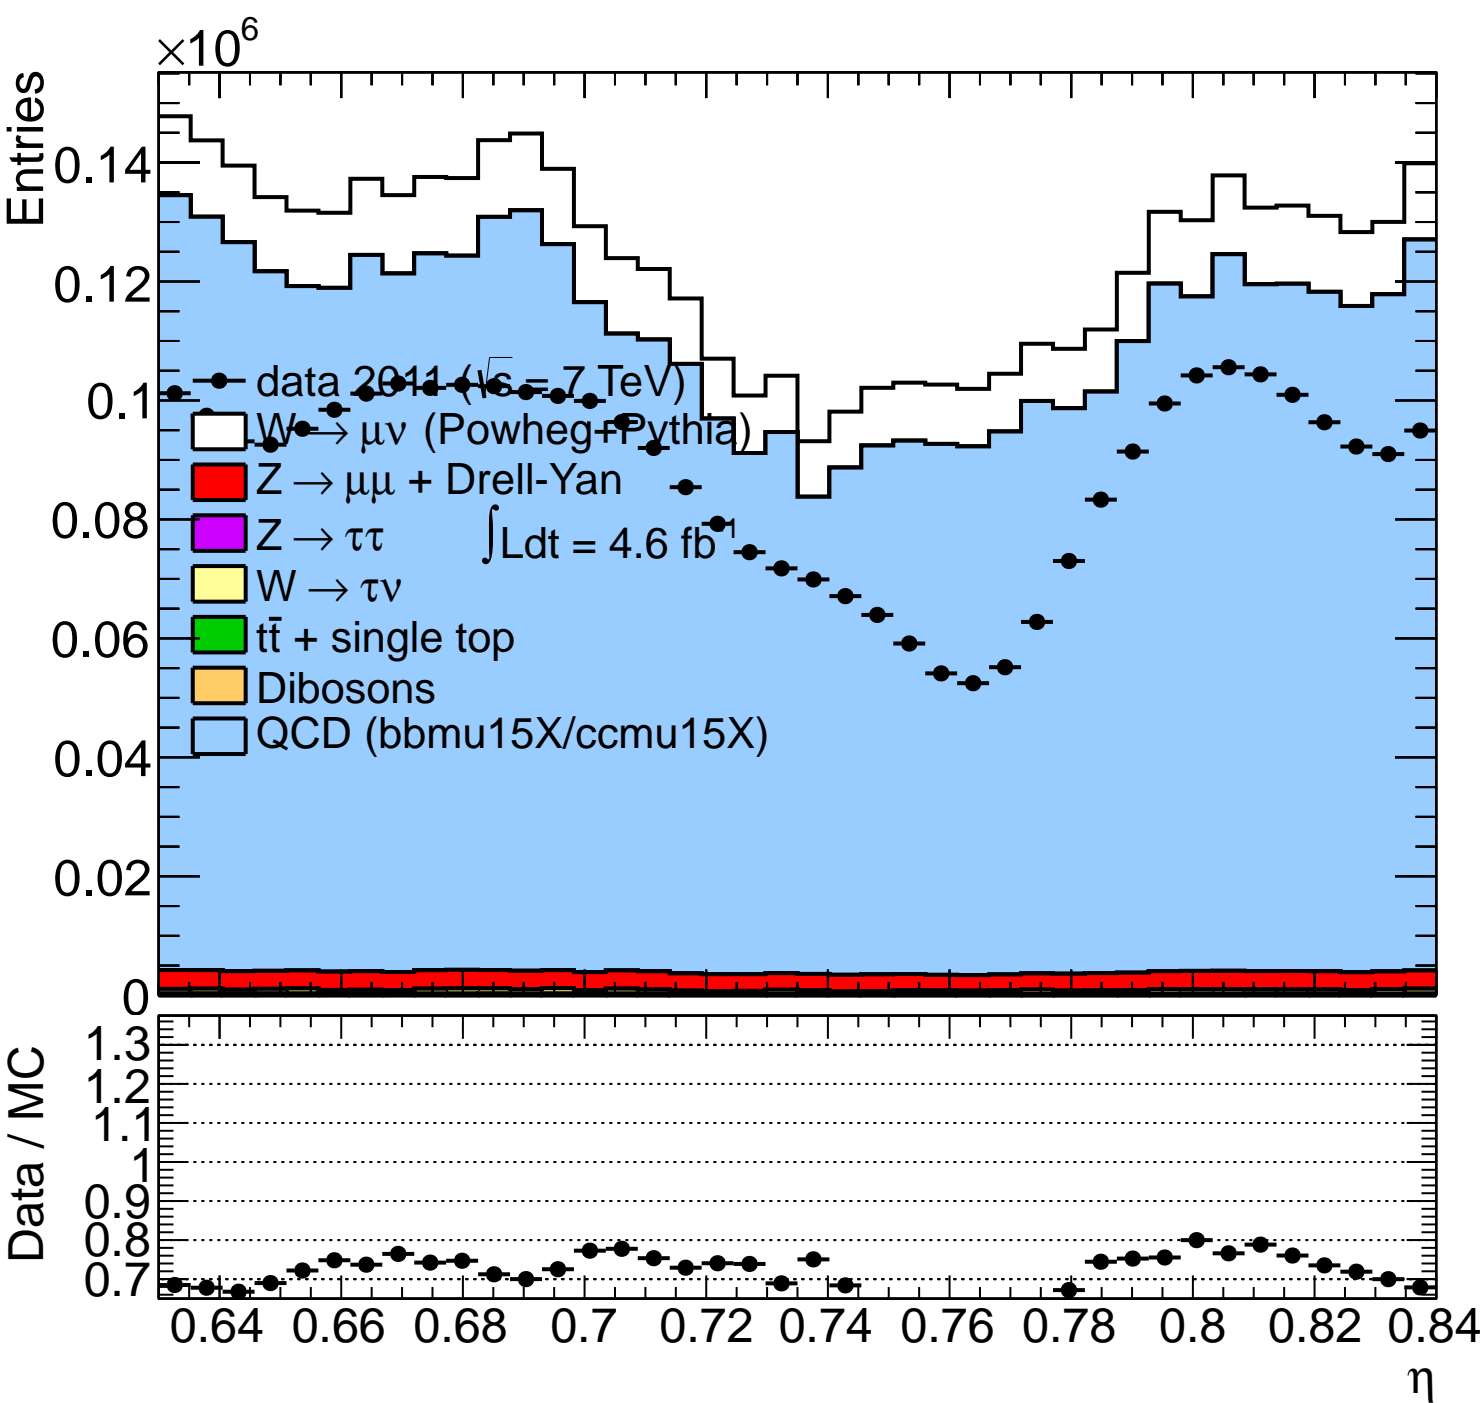 ×10⁶
Entries
0.14
0.12
0.1
0.08
0.06
0.04
0.02
0
data 2011 (√s = 7 TeV)
W → μν (Powheg+Pythia)
Z → μμ + Drell-Yan
Z → ττ
∫Ldt = 4.6 fb⁻¹
W → τν
tt̄ + single top
Dibosons
QCD (bbmu15X/ccmu15X)
Data / MC
1.3
1.2
1.1
1
0.9
0.8
0.7
0.64 0.66 0.68 0.7 0.72 0.74 0.76 0.78 0.8 0.82 0.84
η